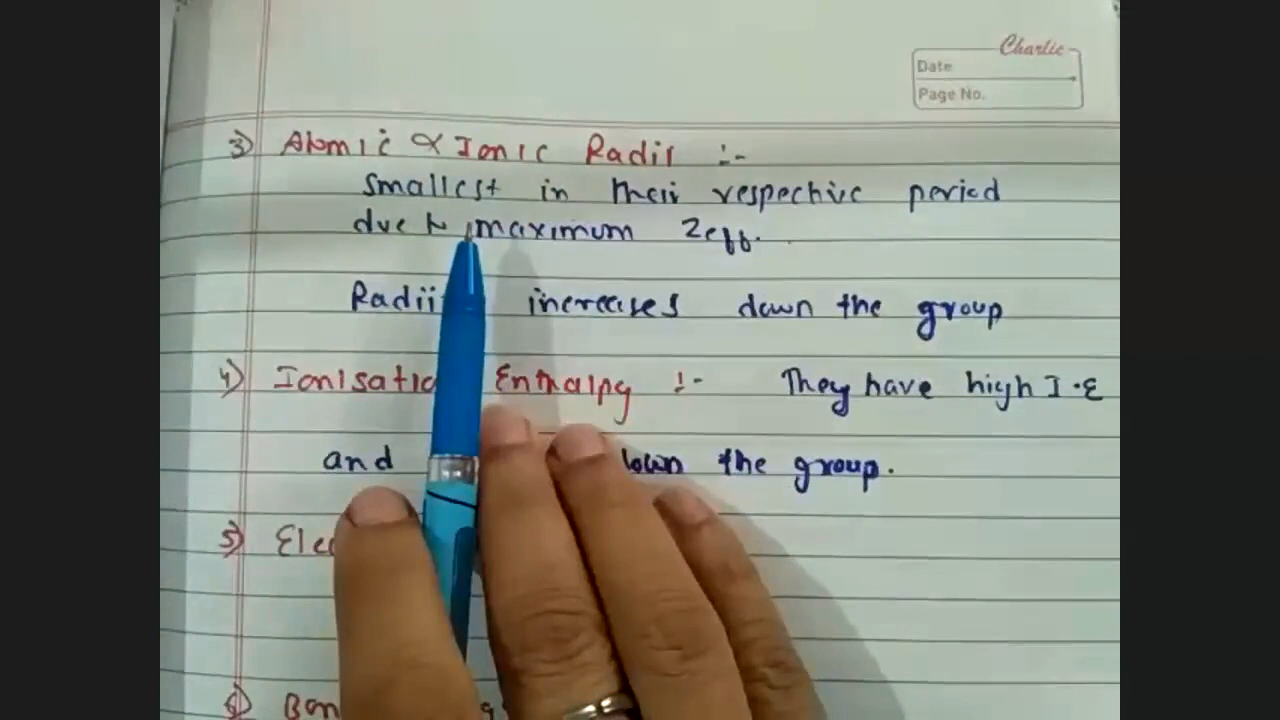 Charlie
Date
Page No.
3) Atomic & Ionic Radii :-
Smallest in their respective period
due to maximum Zeff.
Radii increases down the group
4) Ionisatio Enthalpy :- They have high I.E
and down the group.
5) Elec
6) Bon